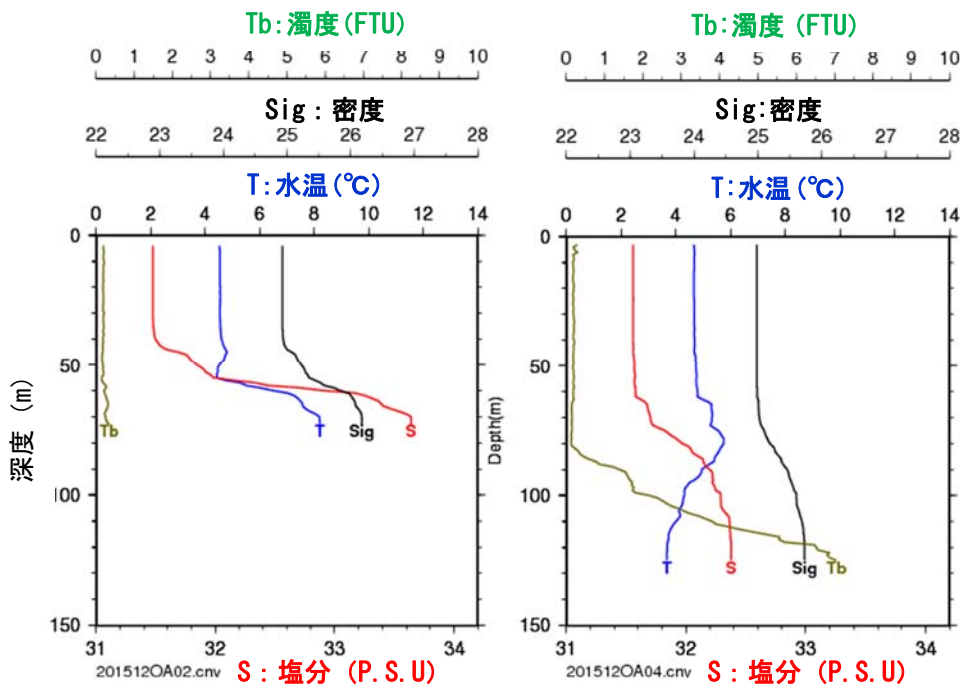 Tb:濁度(FTU)
0 1 2 3 4 5 6 7 8 9 10
Sig:密度
22 23 24 25 26 27 28
T:水温(℃)
0 2 4 6 8 10 12 14
0
50
100
150
深度 (m)
Tb
T
Sig
S
Depth(m)
31 32 33 34
201512OA02.cnv
S:塩分(P.S.U)
Tb:濁度(FTU)
0 1 2 3 4 5 6 7 8 9 10
Sig:密度
22 23 24 25 26 27 28
T:水温(℃)
0 2 4 6 8 10 12 14
0
50
100
150
T
S
Sig
Tb
31 32 33 34
201512OA04.cnv
S:塩分(P.S.U)